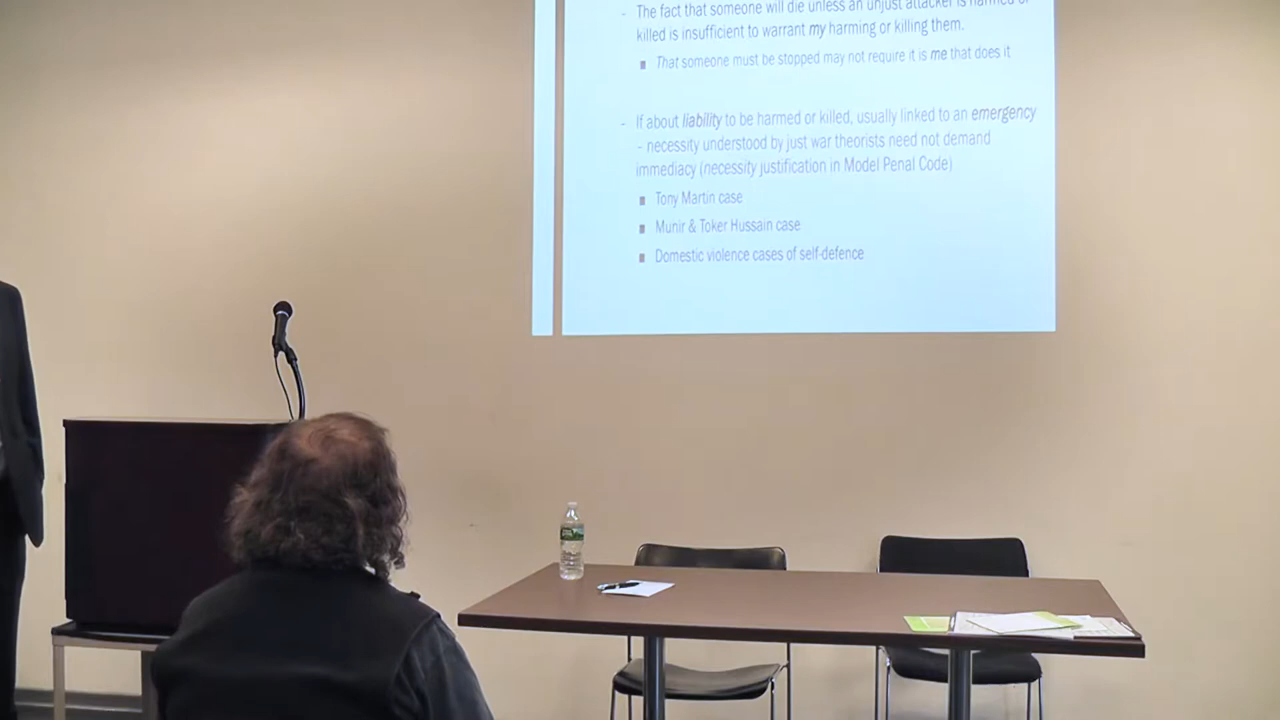 - The fact that someone will die unless an unjust attacker is harmed or
killed is insufficient to warrant my harming or killing them.
▪ That someone must be stopped may not require it is me that does it
- If about liability to be harmed or killed, usually linked to an emergency
- necessity understood by just war theorists need not demand
immediacy (necessity justification in Model Penal Code)
▪ Tony Martin case
▪ Munir & Toker Hussain case
▪ Domestic violence cases of self-defence